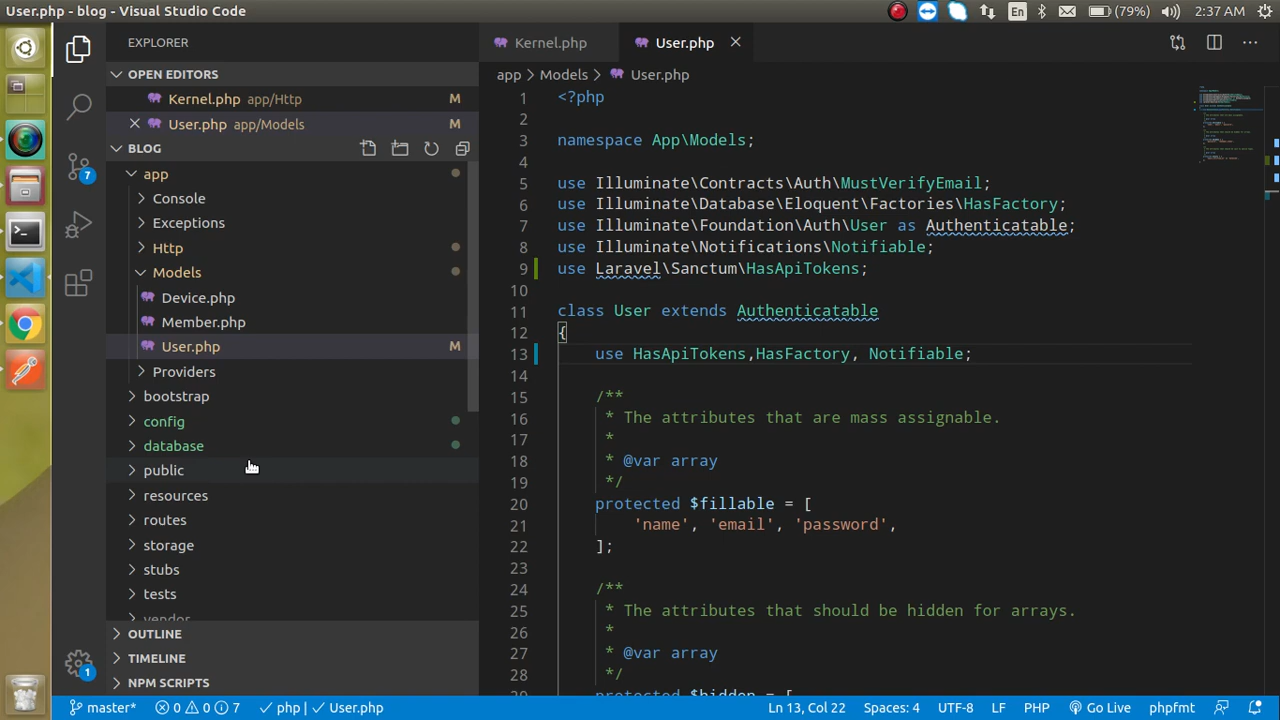 User.php - blog - Visual Studio Code
En
(79%)
2:37 AM
EXPLORER
OPEN EDITORS
Kernel.php app/Http M
User.php app/Models M
BLOG
app
Console
Exceptions
Http
Models
Device.php
Member.php
User.php M
Providers
bootstrap
config
database
public
resources
routes
storage
stubs
tests
vendor
OUTLINE
TIMELINE
NPM SCRIPTS
7
1
Kernel.php
User.php
app > Models > User.php
1 <?php
2
3 namespace App\Models;
4
5 use Illuminate\Contracts\Auth\MustVerifyEmail;
6 use Illuminate\Database\Eloquent\Factories\HasFactory;
7 use Illuminate\Foundation\Auth\User as Authenticatable;
8 use Illuminate\Notifications\Notifiable;
9 use Laravel\Sanctum\HasApiTokens;
10
11 class User extends Authenticatable
12 {
13 use HasApiTokens,HasFactory, Notifiable;
14
15 /**
16 * The attributes that are mass assignable.
17 *
18 * @var array
19 */
20 protected $fillable = [
21 'name', 'email', 'password',
22 ];
23
24 /**
25 * The attributes that should be hidden for arrays.
26 *
27 * @var array
28 */
29 protected $hidden = [
master* 0 0 7 php | User.php
Ln 13, Col 22 Spaces: 4 UTF-8 LF PHP Go Live phpfmt